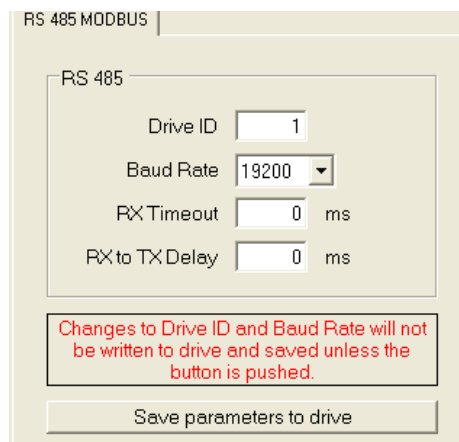 RS 485 MODBUS
RS 485
Drive ID 1
Baud Rate 19200
RX Timeout 0 ms
RX to TX Delay 0 ms
Changes to Drive ID and Baud Rate will not
be written to drive and saved unless the
button is pushed.
Save parameters to drive